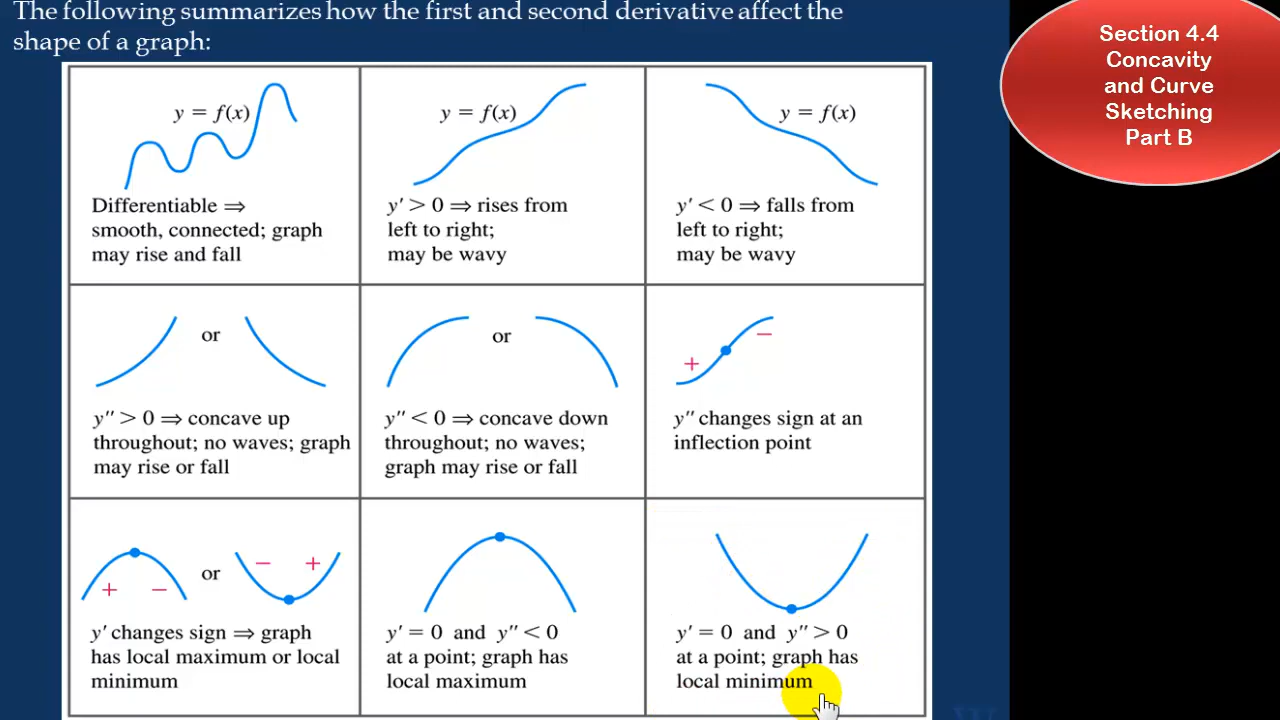 The following summarizes how the first and second derivative affect the
shape of a graph:
Section 4.4
Concavity
and Curve
Sketching
Part B
y = f(x)
Differentiable ⇒
smooth, connected; graph
may rise and fall
y = f(x)
y′ > 0 ⇒ rises from
left to right;
may be wavy
y = f(x)
y′ < 0 ⇒ falls from
left to right;
may be wavy
or
y″ > 0 ⇒ concave up
throughout; no waves; graph
may rise or fall
or
y″ < 0 ⇒ concave down
throughout; no waves;
graph may rise or fall
+ −
y″ changes sign at an
inflection point
+ − or − +
y′ changes sign ⇒ graph
has local maximum or local
minimum
y′ = 0 and y″ < 0
at a point; graph has
local maximum
y′ = 0 and y″ > 0
at a point; graph has
local minimum